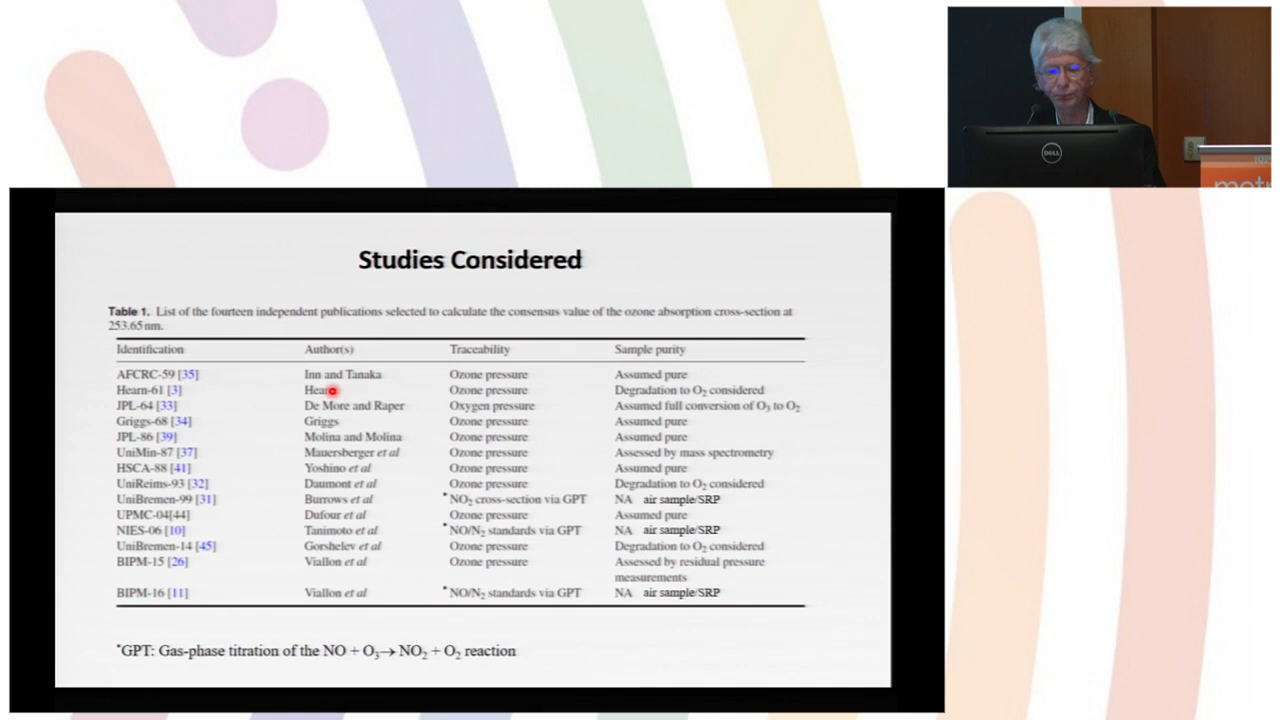 DELL
Studies Considered
Table 1. List of the fourteen independent publications selected to calculate the consensus value of the ozone absorption cross-section at
253.65 nm.
Identification Author(s) Traceability Sample purity
AFCRC-59 [35] Inn and Tanaka Ozone pressure Assumed pure
Hearn-61 [3] Ozone pressure Degradation to O₂ considered
JPL-64 [33] De More and Raper Oxygen pressure Assumed full conversion of O₃ to O₂
Griggs-68 [34] Griggs Ozone pressure Assumed pure
JPL-86 [39] Molina and Molina Ozone pressure Assumed pure
UniMin-87 [37] Mauersberger et al Ozone pressure Assessed by mass spectrometry
HSCA-88 [41] Yoshino et al Ozone pressure Assumed pure
UniReims-93 [32] Daumont et al Ozone pressure Degradation to O₂ considered
UniBremen-99 [31] Burrows et al *NO₂ cross-section via GPT NA air sample/SRP
UPMC-04[44] Dufour et al Ozone pressure Assumed pure
NIES-06 [10] Tanimoto et al *NO/N₂ standards via GPT NA air sample/SRP
UniBremen-14 [45] Gorshelev et al Ozone pressure Degradation to O₂ considered
BIPM-15 [26] Viallon et al Ozone pressure Assessed by residual pressure
measurements
BIPM-16 [11] Viallon et al *NO/N₂ standards via GPT NA air sample/SRP
*GPT: Gas-phase titration of the NO + O₃→ NO₂ + O₂ reaction